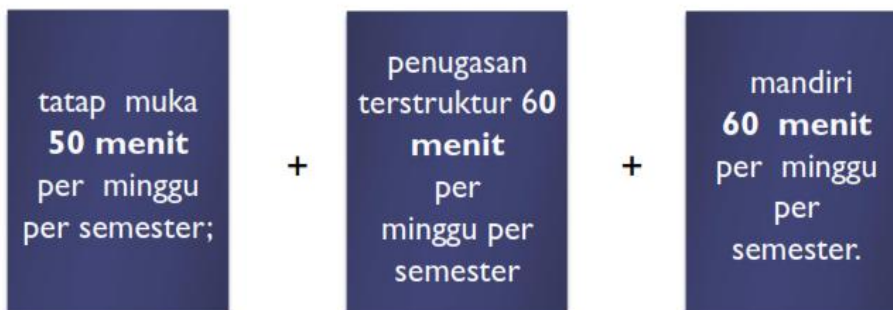 tatap muka
50 menit
per minggu
per semester;
+
penugasan
terstruktur 60
menit
per
minggu per
semester
+
mandiri
60 menit
per minggu
per
semester.